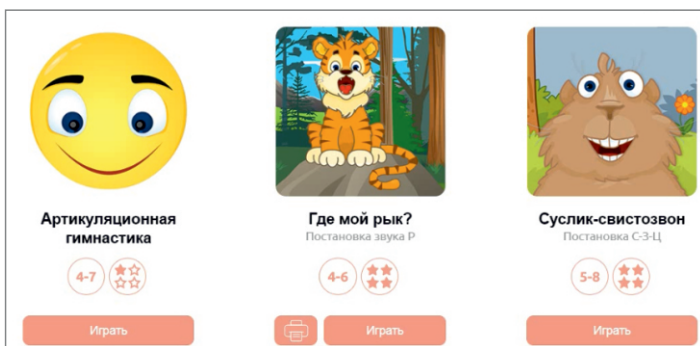 Артикуляционная
гимнастика
4-7
Играть
Где мой рык?
Постановка звука Р
4-6
Играть
Суслик-свистозвон
Постановка С-З-Ц
5-8
Играть